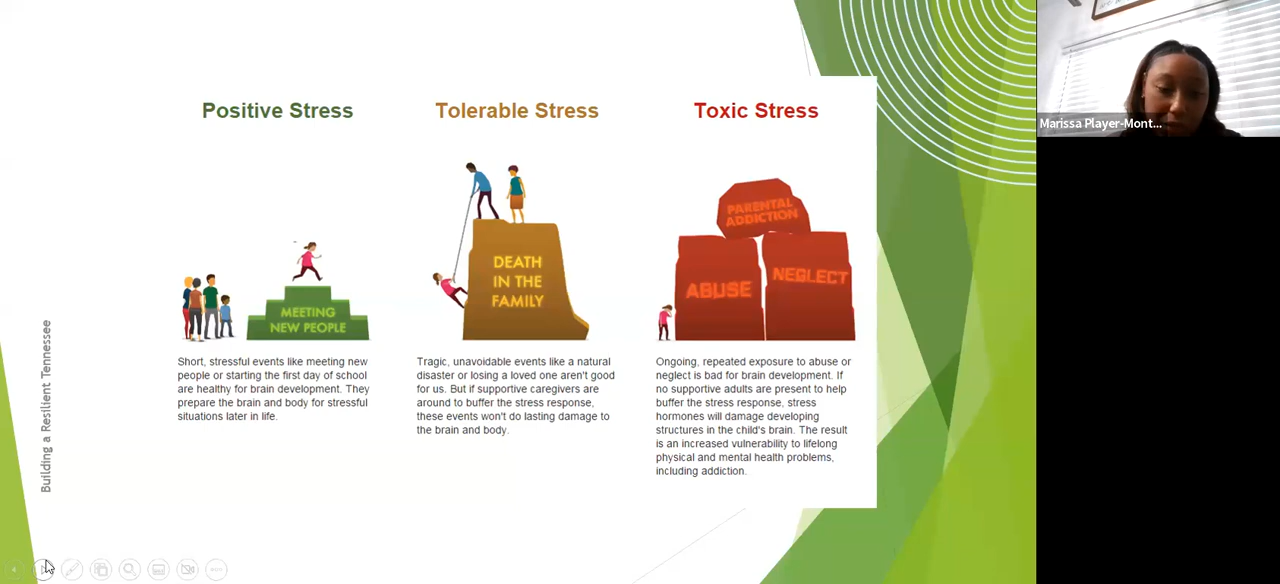 Positive Stress
MEETING
NEW PEOPLE
Short, stressful events like meeting new
people or starting the first day of school
are healthy for brain development. They
prepare the brain and body for stressful
situations later in life.
Tolerable Stress
DEATH
IN THE
FAMILY
Tragic, unavoidable events like a natural
disaster or losing a loved one aren't good
for us. But if supportive caregivers are
around to buffer the stress response,
these events won't do lasting damage to
the brain and body.
Toxic Stress
PARENTAL
ADDICTION
ABUSE
NEGLECT
Ongoing, repeated exposure to abuse or
neglect is bad for brain development. If
no supportive adults are present to help
buffer the stress response, stress
hormones will damage developing
structures in the child's brain. The result
is an increased vulnerability to lifelong
physical and mental health problems,
including addiction.
Building a Resilient Tennessee
Marissa Player-Mont...